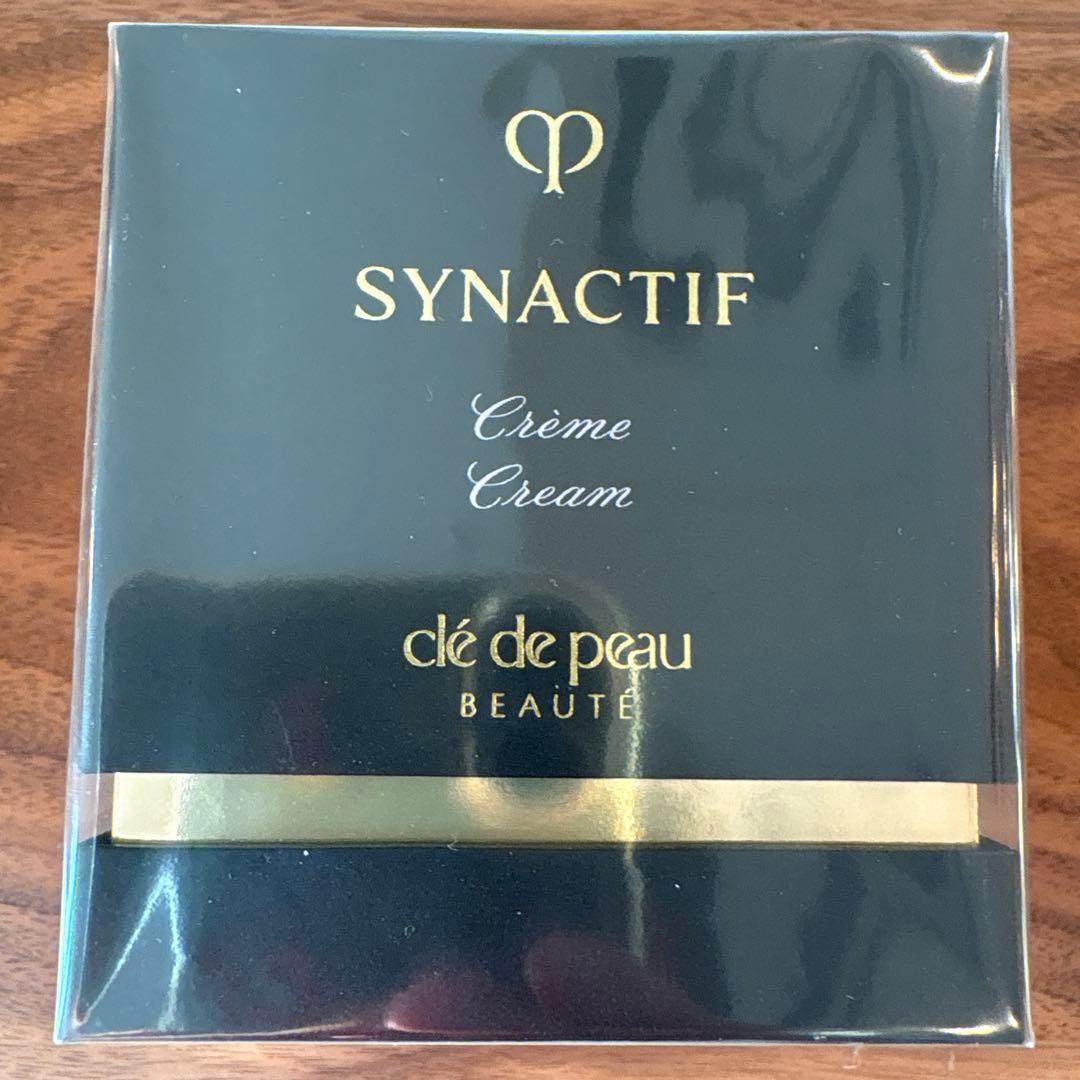 SYNACTIF
Crème
Cream
clé de peau
BEAUTÉ